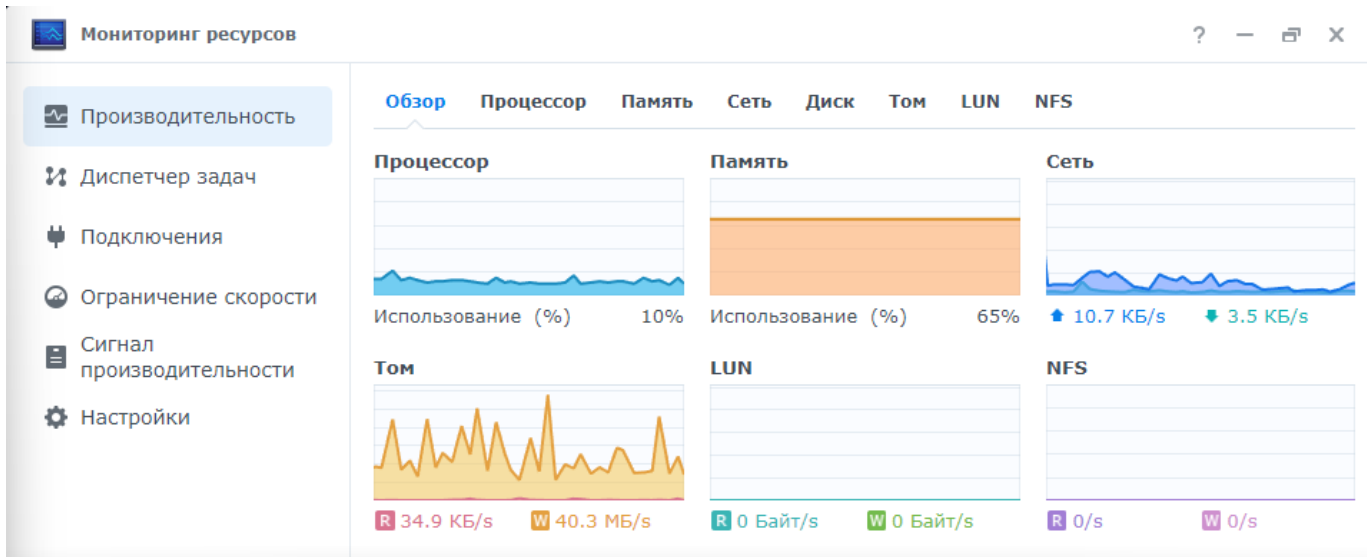 Мониторинг ресурсов
?
Производительность
Диспетчер задач
Подключения
Ограничение скорости
Сигнал
производительности
Настройки
Обзор Процессор Память Сеть Диск Том LUN NFS
Процессор
Использование (%) 10%
Память
Использование (%) 65%
Сеть
10.7 КБ/s 3.5 КБ/s
Том
R 34.9 КБ/s W 40.3 МБ/s
LUN
R 0 Байт/s W 0 Байт/s
NFS
R 0/s W 0/s